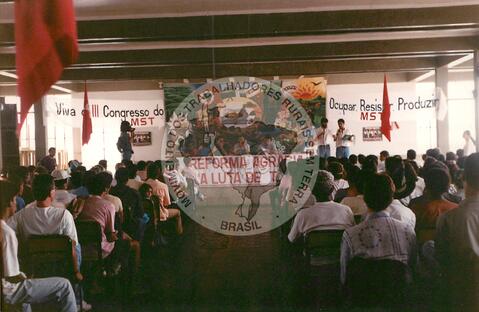 Viva o III Congresso do
MST
Ocupar, Resistir, Produzir
MST
REFORMA AGRÁRIA
A LUTA DE
MOVIMENTO DOS TRABALHADORES RURAIS SEM TERRA
BRASIL